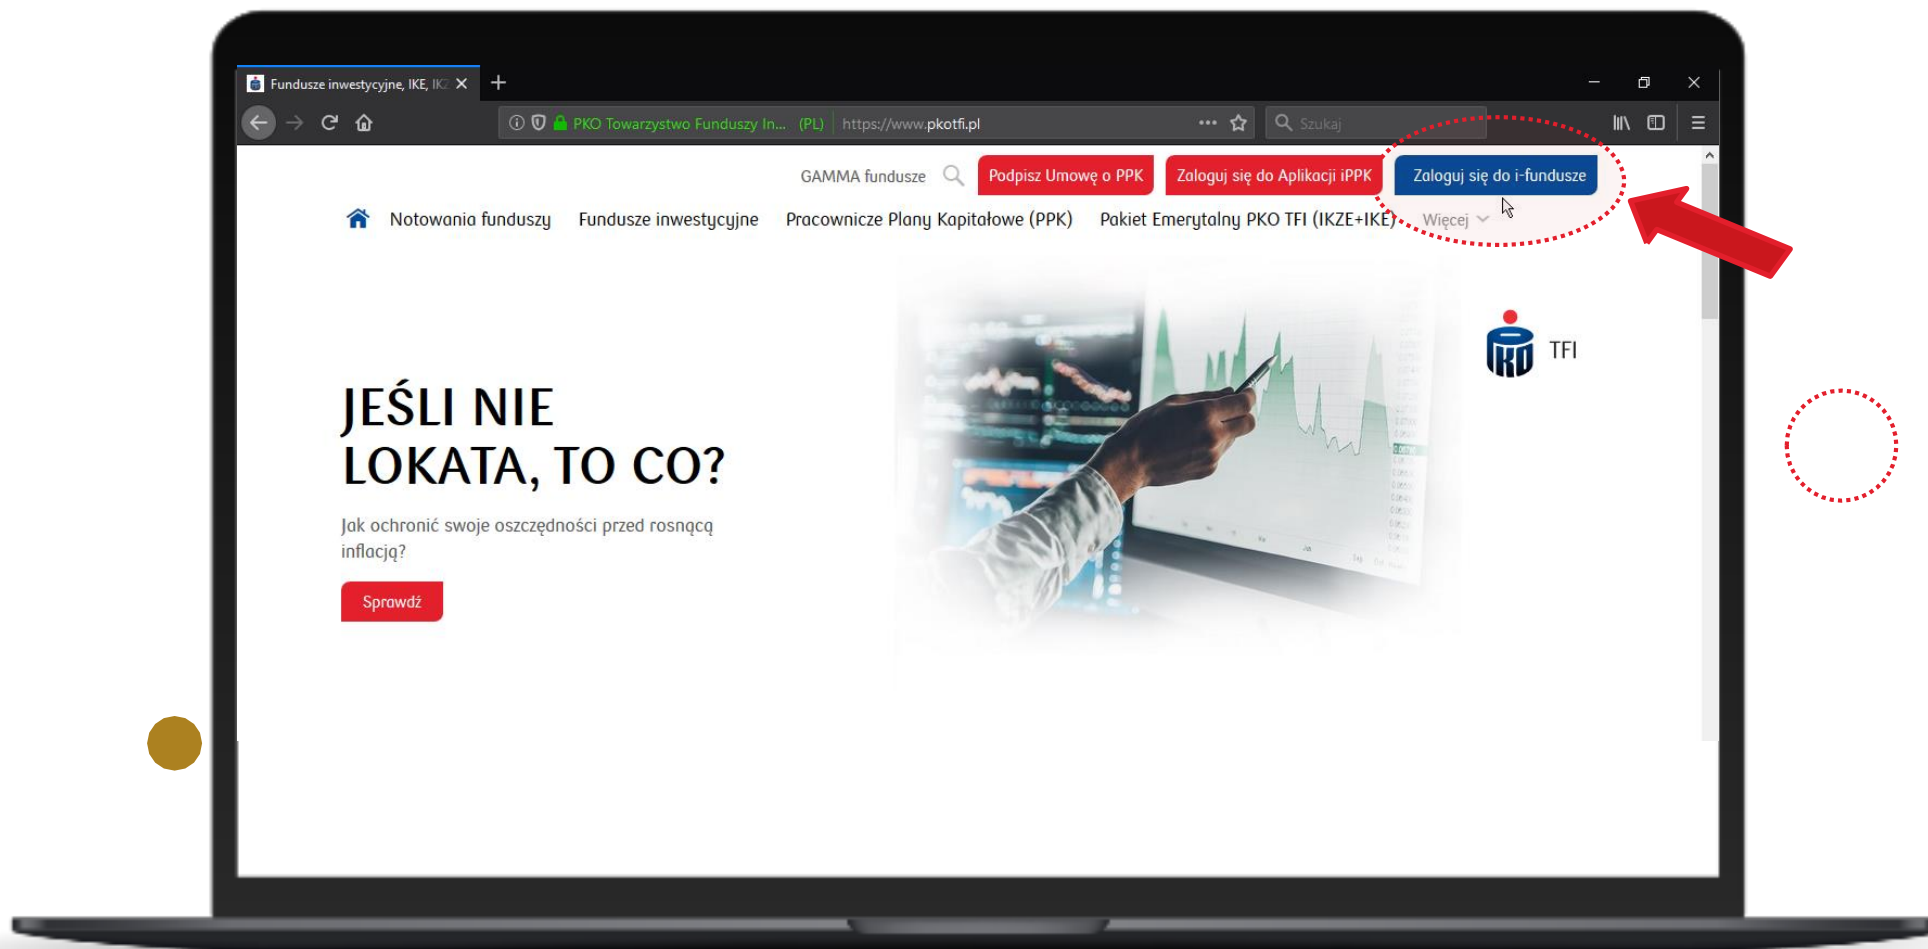 Fundusze inwestycyjne, IKE, IKZ
PKO Towarzystwo Funduszy In... (PL) https://www.pkotfi.pl
Szukaj
GAMMA fundusze
Podpisz Umowę o PPK
Zaloguj się do Aplikacji iPPK
Zaloguj się do i-fundusze
Notowania funduszy
Fundusze inwestycyjne
Pracownicze Plany Kapitałowe (PPK)
Pakiet Emerytalny PKO TFI (IKZE+IKE)
Więcej
PKO TFI
JEŚLI NIE
LOKATA, TO CO?
Jak ochronić swoje oszczędności przed rosnącą
inflacją?
Sprawdź